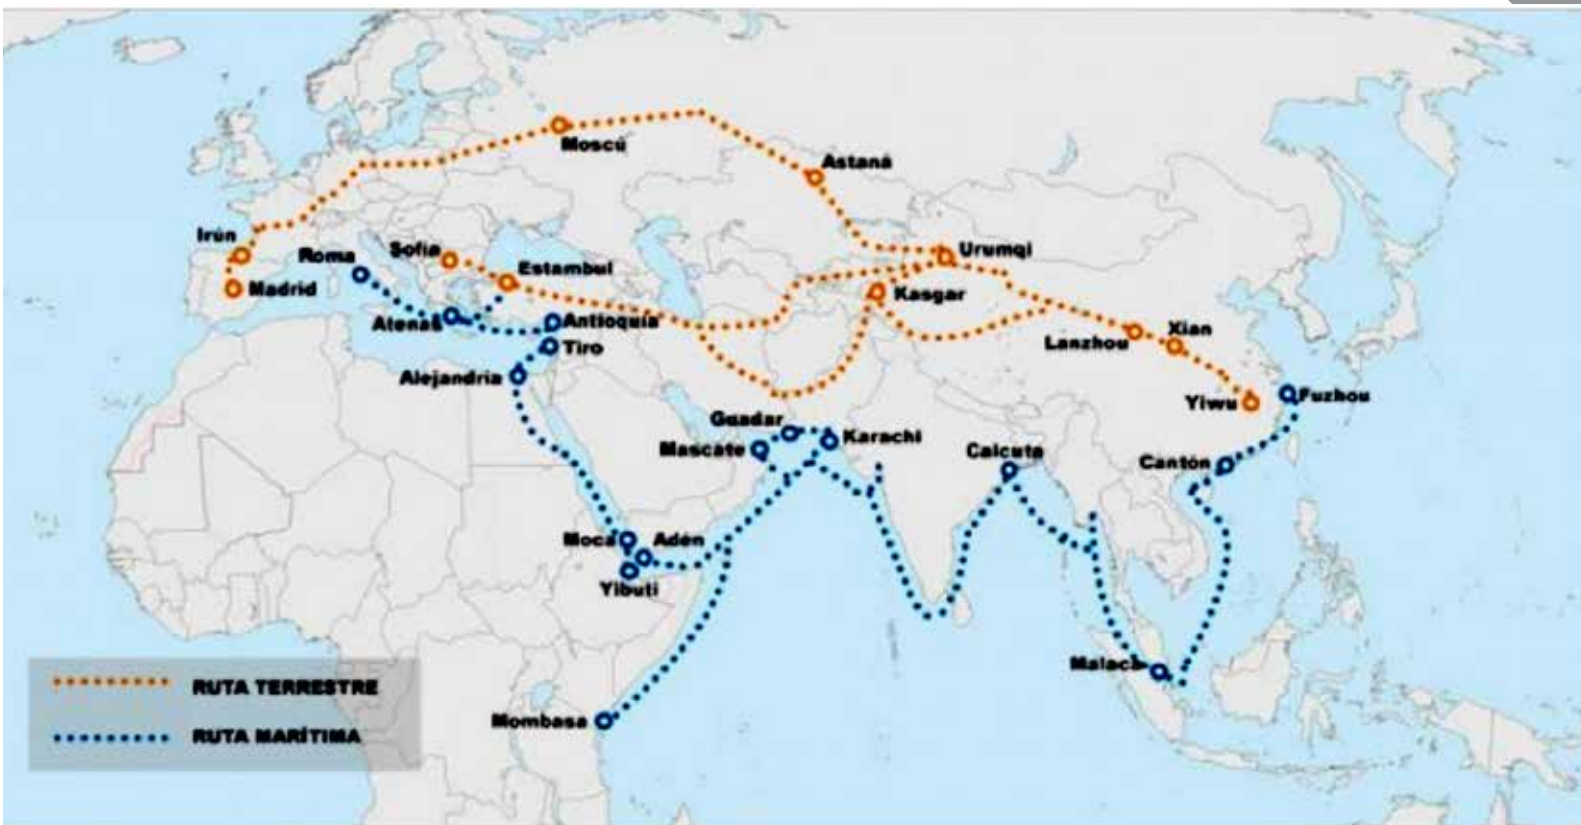 Moscú
Astaná
Irún
Roma
Sofía
Urumqi
Estambul
Madrid
Kasgar
Atenas
Antioquía
Xian
Lanzhou
Tiro
Alejandría
Yiwu
Fuzhou
Guadar
Karachi
Mascate
Calcuta
Cantón
Moca
Adén
Yibuti
Malaca
RUTA TERRESTRE
Mombasa
RUTA MARÍTIMA